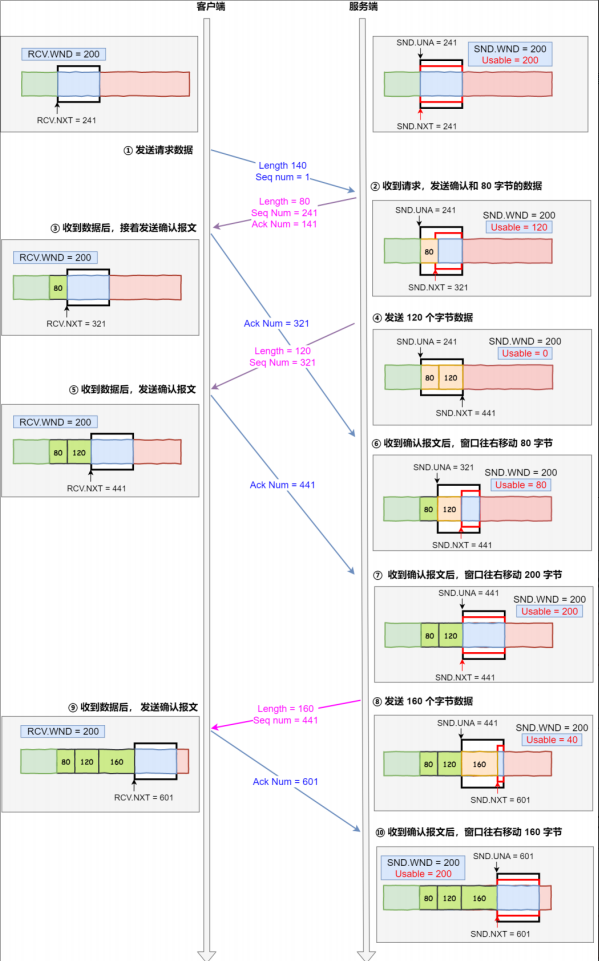 客户端
服务端
RCV.WND = 200
RCV.NXT = 241
SND.UNA = 241
SND.WND = 200
Usable = 200
SND.NXT = 241
① 发送请求数据
Length 140
Seq num = 1
② 收到请求，发送确认和 80 字节的数据
Length = 80
Seq Num = 241
Ack Num = 141
③ 收到数据后，接着发送确认报文
RCV.WND = 200
80
RCV.NXT = 321
SND.UNA = 241
SND.WND = 200
Usable = 120
80
SND.NXT = 321
④ 发送 120 个字节数据
Ack Num = 321
Length = 120
Seq Num = 321
SND.UNA = 241
SND.WND = 200
Usable = 0
80
120
SND.NXT = 441
⑤ 收到数据后，发送确认报文
RCV.WND = 200
80
120
RCV.NXT = 441
⑥ 收到确认报文后，窗口往右移动 80 字节
SND.UNA = 321
SND.WND = 200
Usable = 80
80
120
SND.NXT = 441
Ack Num = 441
⑦ 收到确认报文后，窗口往右移动 200 字节
SND.UNA = 441
SND.WND = 200
Usable = 200
80
120
SND.NXT = 441
⑧ 发送 160 个字节数据
Length = 160
Seq num = 441
SND.UNA = 441
SND.WND = 200
Usable = 40
80
120
160
SND.NXT = 601
⑨ 收到数据后， 发送确认报文
RCV.WND = 200
80
120
160
RCV.NXT = 601
Ack Num = 601
⑩ 收到确认报文后，窗口往右移动 160 字节
SND.WND = 200
Usable = 200
SND.UNA = 601
80
120
160
SND.NXT = 601